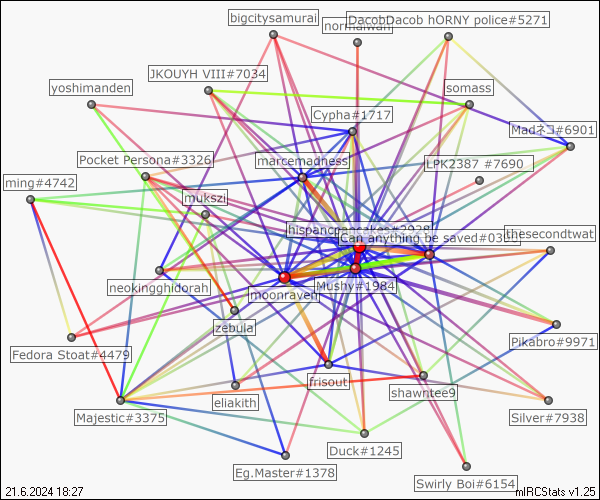 bigcitysamurai
normalwan
DacobDacob hORNY police#5271
JKOUYH VIII#7034
somass
yoshimanden
Cypha#1717
Madネコ#6901
Pocket Persona#3326
marcemadness
LPK2387 #7690
ming#4742
mukszi
hispancpancakes#2928
Can anything be saved#0363
thesecondtwat
neokingghidorah
moonraven
Mushy#1984
zebula
Pikabro#9971
Fedora Stoat#4479
frisout
eliakith
shawntee9
Majestic#3375
Silver#7938
Duck#1245
Eg.Master#1378
Swirly Boi#6154
21.6.2024 18:27
mIRCStats v1.25